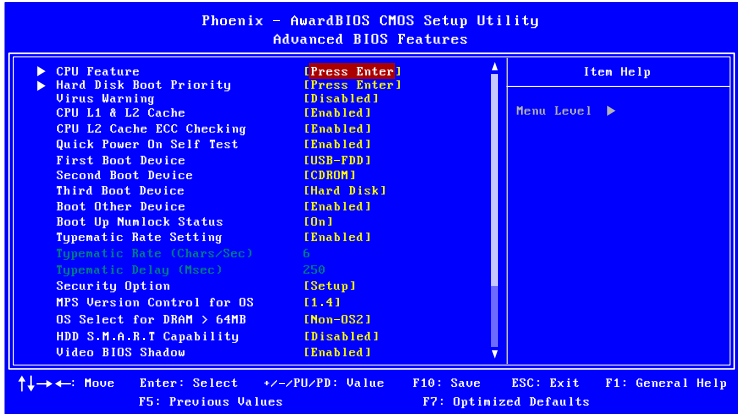 Phoenix - AwardBIOS CMOS Setup Utility
Advanced BIOS Features
CPU Feature [Press Enter]
Hard Disk Boot Priority [Press Enter]
Virus Warning [Disabled]
CPU L1 & L2 Cache [Enabled]
CPU L2 Cache ECC Checking [Enabled]
Quick Power On Self Test [Enabled]
First Boot Device [USB-FDD]
Second Boot Device [CDROM]
Third Boot Device [Hard Disk]
Boot Other Device [Enabled]
Boot Up Numlock Status [On]
Typematic Rate Setting [Enabled]
Typematic Rate (Chars/Sec) 6
Typematic Delay (Msec) 250
Security Option [Setup]
MPS Version Control for OS [1.4]
OS Select for DRAM > 64MB [Non-OS2]
HDD S.M.A.R.T Capability [Disabled]
Video BIOS Shadow [Enabled]
Item Help
Menu Level ▶
↑↓→←: Move Enter: Select +/-/PU/PD: Value F10: Save ESC: Exit F1: General Help
F5: Previous Values F7: Optimized Defaults